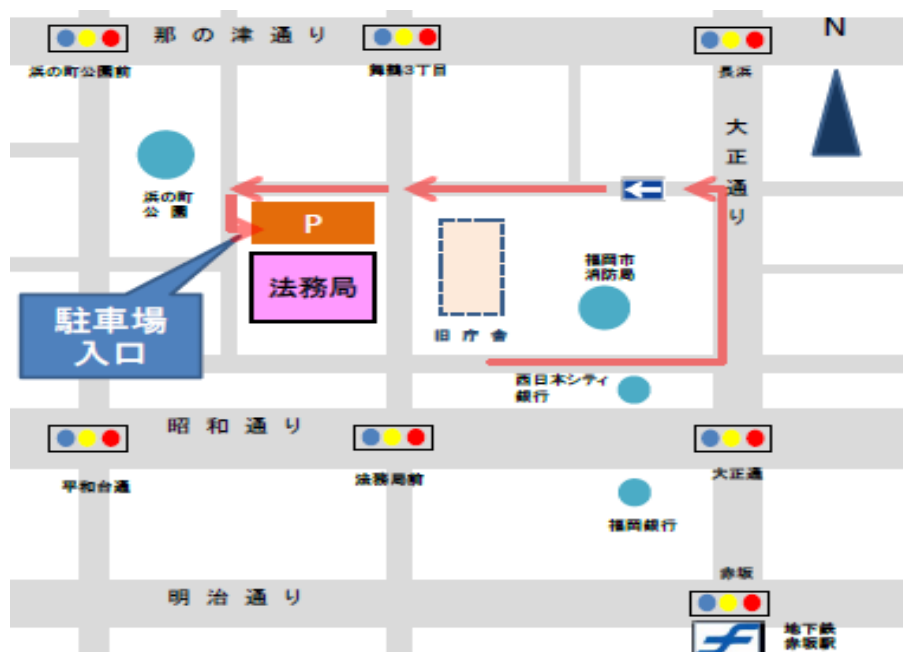 那の津通り
N
浜の町公園前
舞鶴3丁目
長浜
大正通り
浜の町
公園
P
法務局
福岡市
消防局
駐車場
入口
旧庁舎
西日本シティ
銀行
昭和通り
平和台通
法務局前
大正通
福岡銀行
赤坂
明治通り
地下鉄
赤坂駅